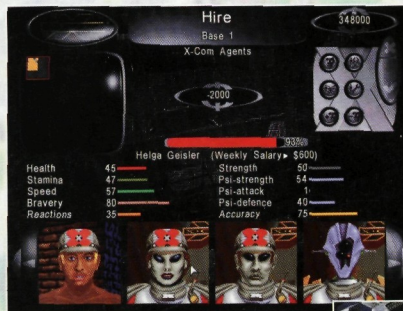 Hire
Base 1
348000
X-Com Agents
-2000
93%
Helga Geisler (Weekly Salary▸ $600)
Health 45
Strength 50
Stamina 47
Psi-strength 54
Speed 57
Psi-attack 1
Bravery 80
Psi-defence 40
Reactions 35
Accuracy 75